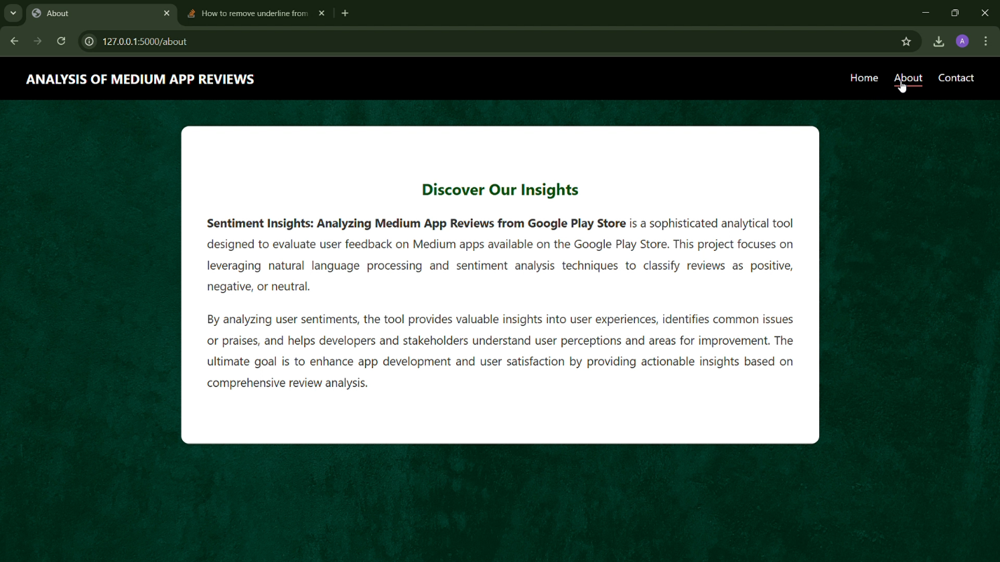 About
How to remove underline from
127.0.0.1:5000/about
A
ANALYSIS OF MEDIUM APP REVIEWS
Home About Contact
Discover Our Insights
Sentiment Insights: Analyzing Medium App Reviews from Google Play Store is a sophisticated analytical tool
designed to evaluate user feedback on Medium apps available on the Google Play Store. This project focuses on
leveraging natural language processing and sentiment analysis techniques to classify reviews as positive,
negative, or neutral.
By analyzing user sentiments, the tool provides valuable insights into user experiences, identifies common issues
or praises, and helps developers and stakeholders understand user perceptions and areas for improvement. The
ultimate goal is to enhance app development and user satisfaction by providing actionable insights based on
comprehensive review analysis.